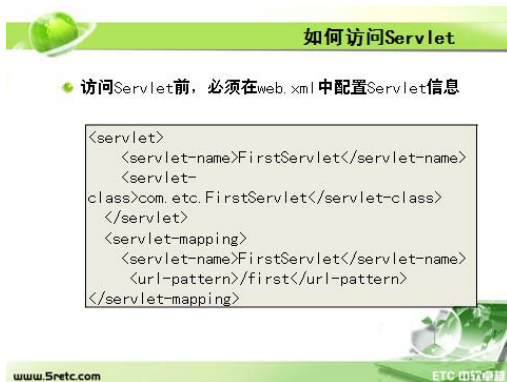 如何访问Servlet
访问Servlet前，必须在web.xml中配置Servlet信息
<servlet>
<servlet-name>FirstServlet</servlet-name>
<servlet-
class>com.etc.FirstServlet</servlet-class>
</servlet>
<servlet-mapping>
<servlet-name>FirstServlet</servlet-name>
<url-pattern>/first</url-pattern>
</servlet-mapping>
www.5retc.com
ETC 中软卓越